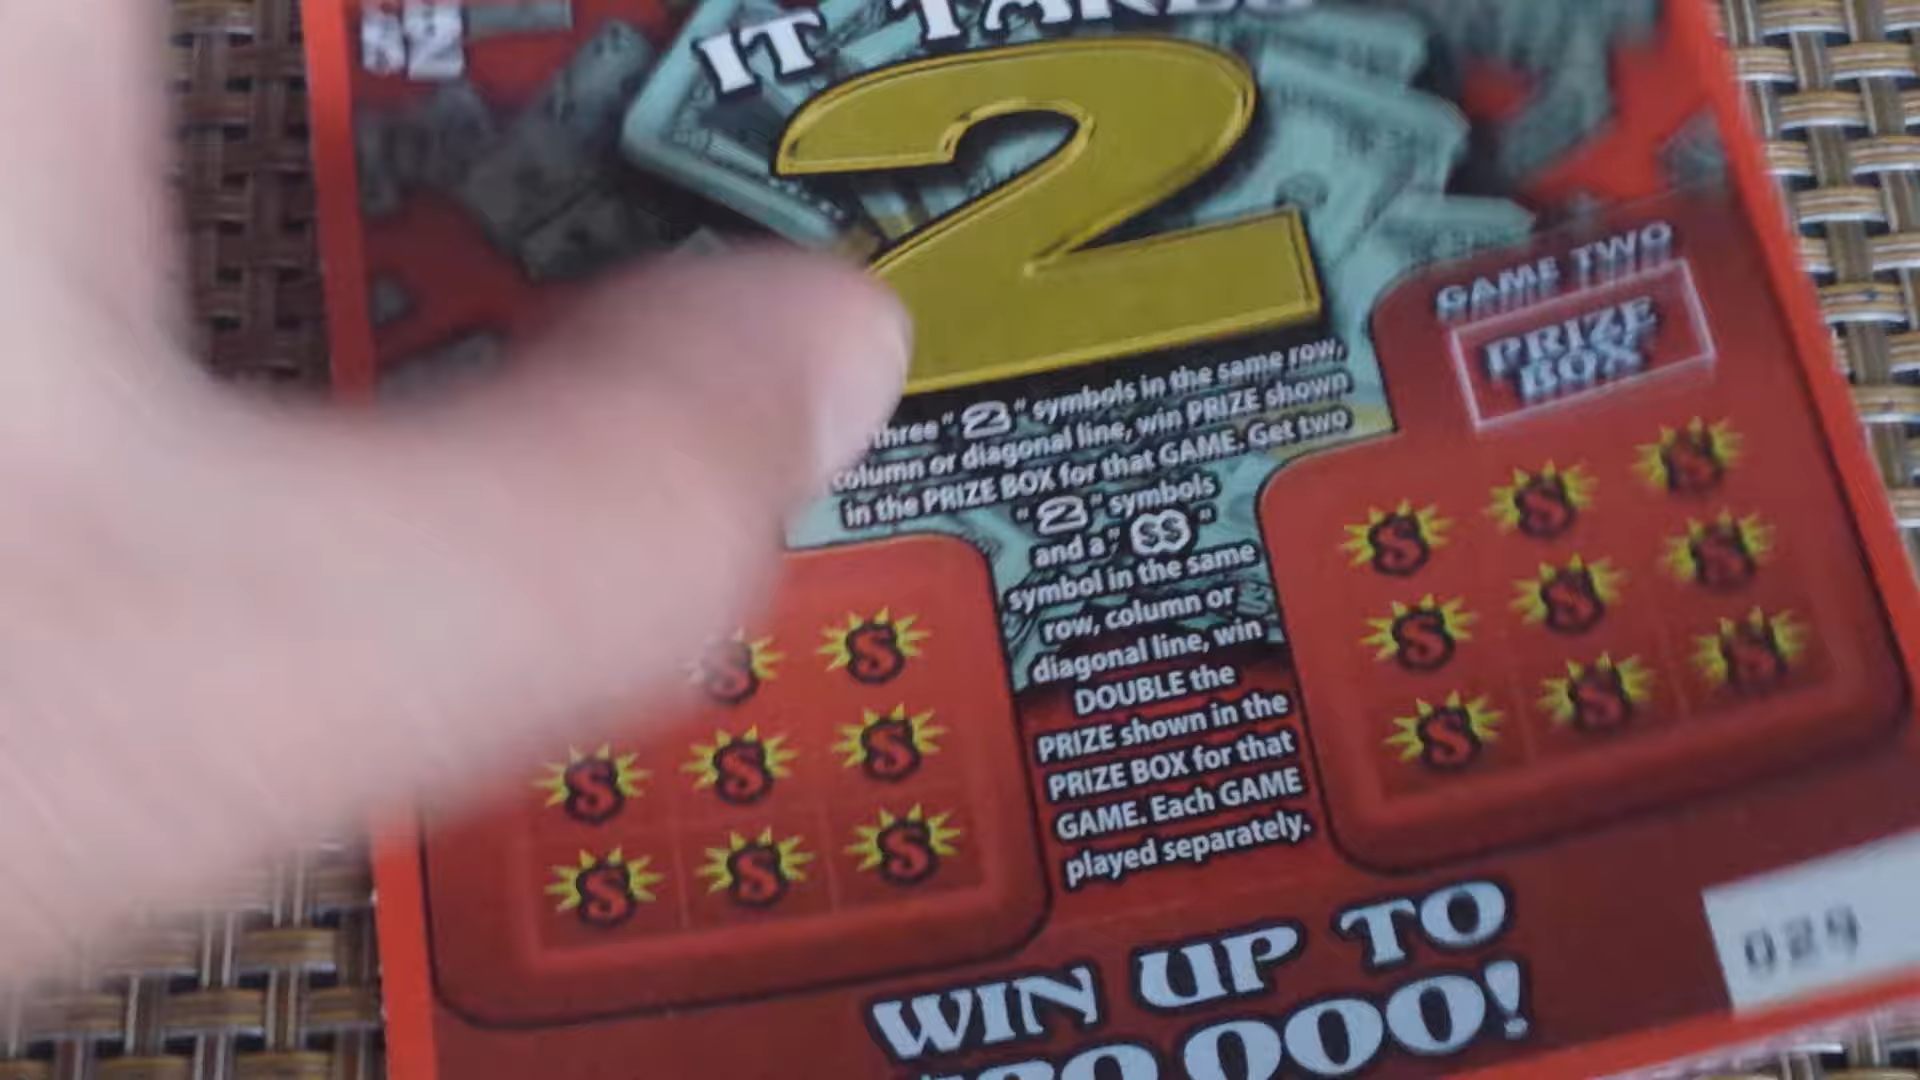 $2
IT TAKES
2
three "2" symbols in the same row,
column or diagonal line, win PRIZE shown
in the PRIZE BOX for that GAME. Get two
"2" symbols
and a "$$"
symbol in the same
row, column or
diagonal line, win
DOUBLE the
PRIZE shown in the
PRIZE BOX for that
GAME. Each GAME
played separately.
GAME TWO
PRIZE
BOX
$ $ $
$ $ $
$ $ $
$ $
$ $ $
$ $ $
WIN UP TO
0,000!
029